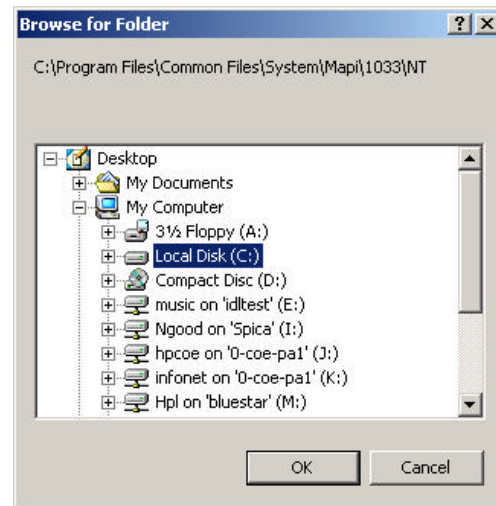 Browse for Folder
C:\Program Files\Common Files\System\Mapi\1033\NT
Desktop
My Documents
My Computer
3½ Floppy (A:)
Local Disk (C:)
Compact Disc (D:)
music on 'idltest' (E:)
Ngood on 'Spica' (I:)
hpcoe on '0-coe-pa1' (J:)
infonet on '0-coe-pa1' (K:)
Hpl on 'bluestar' (M:)
OK Cancel